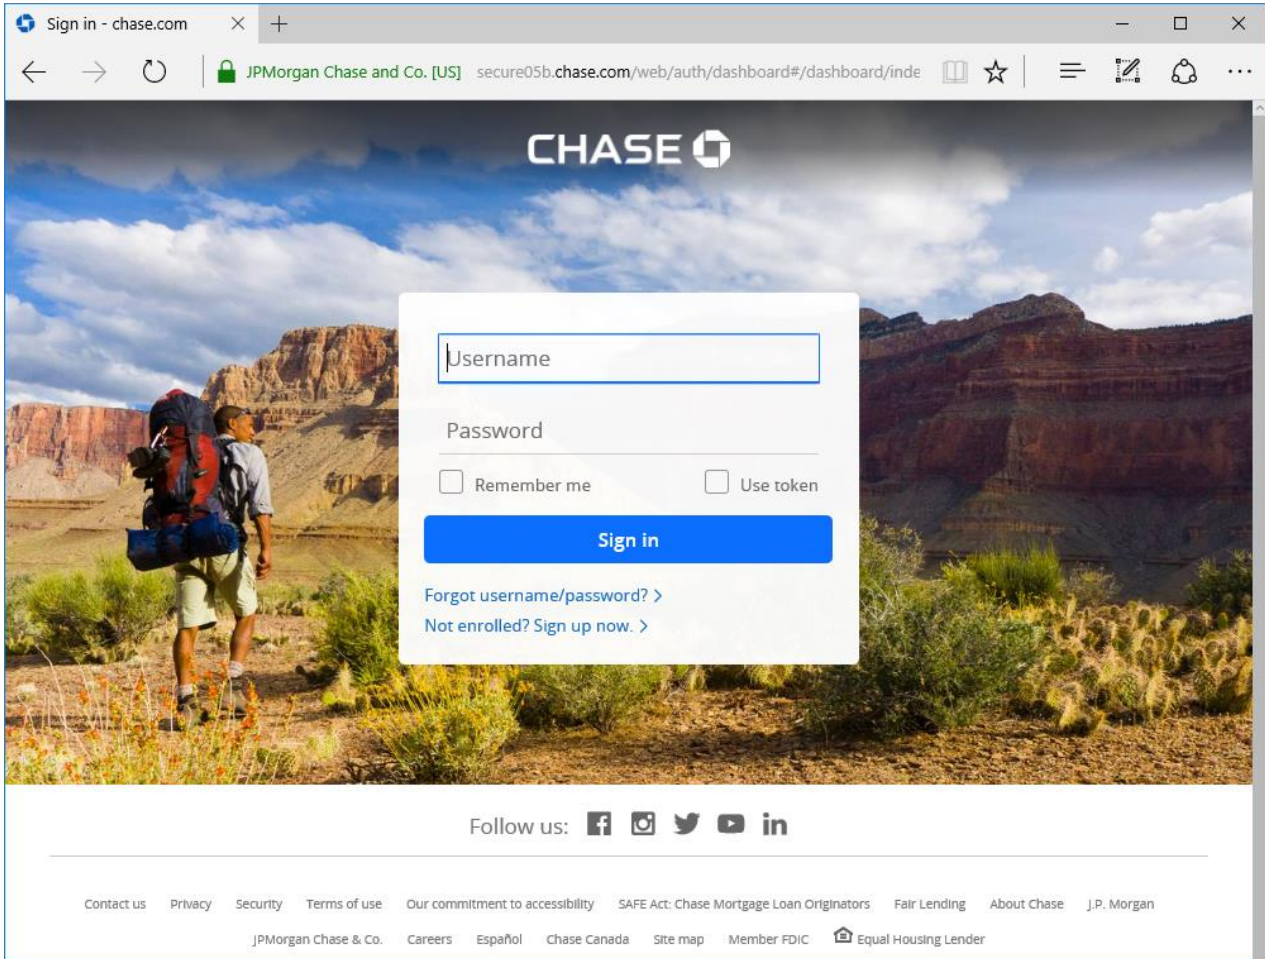 Sign in - chase.com
JPMorgan Chase and Co. [US] secure05b.chase.com/web/auth/dashboard#/dashboard/inde
CHASE
Username
Password
Remember me Use token
Sign in
Forgot username/password? >
Not enrolled? Sign up now. >
Follow us:
Contact us Privacy Security Terms of use Our commitment to accessibility SAFE Act: Chase Mortgage Loan Originators Fair Lending About Chase J.P. Morgan
JPMorgan Chase & Co. Careers Español Chase Canada Site map Member FDIC Equal Housing Lender